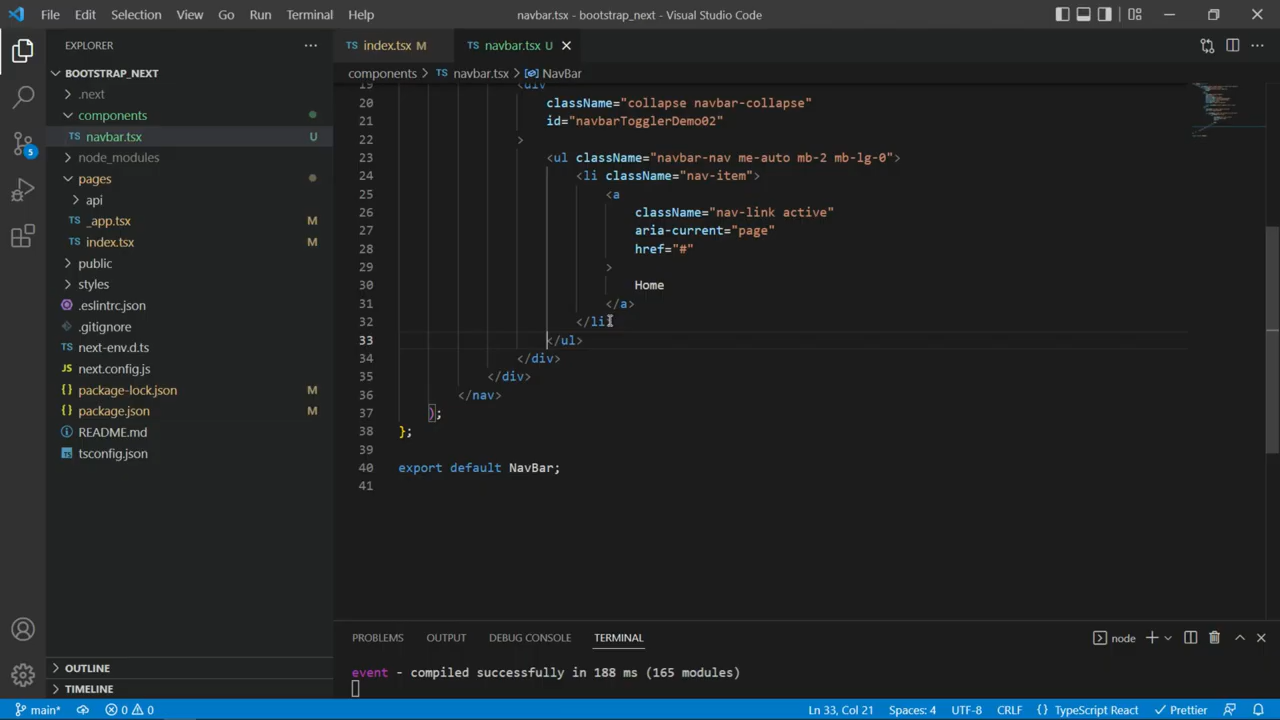 File Edit Selection View Go Run Terminal Help navbar.tsx - bootstrap_next - Visual Studio Code
EXPLORER
BOOTSTRAP_NEXT
.next
components
navbar.tsx U
node_modules
pages
api
_app.tsx M
index.tsx M
public
styles
.eslintrc.json
.gitignore
next-env.d.ts
JS next.config.js
{} package-lock.json M
{} package.json M
README.md
tsconfig.json
OUTLINE
TIMELINE
5
TS index.tsx M TS navbar.tsx U
components > TS navbar.tsx > NavBar
19 <div
20 className="collapse navbar-collapse"
21 id="navbarTogglerDemo02"
22 >
23 <ul className="navbar-nav me-auto mb-2 mb-lg-0">
24 <li className="nav-item">
25 <a
26 className="nav-link active"
27 aria-current="page"
28 href="#"
29 >
30 Home
31 </a>
32 </li>
33 </ul>
34 </div>
35 </div>
36 </nav>
37 );
38 };
39
40 export default NavBar;
41
PROBLEMS OUTPUT DEBUG CONSOLE TERMINAL node
event - compiled successfully in 188 ms (165 modules)
main* 0 0 Ln 33, Col 21 Spaces: 4 UTF-8 CRLF {} TypeScript React Prettier